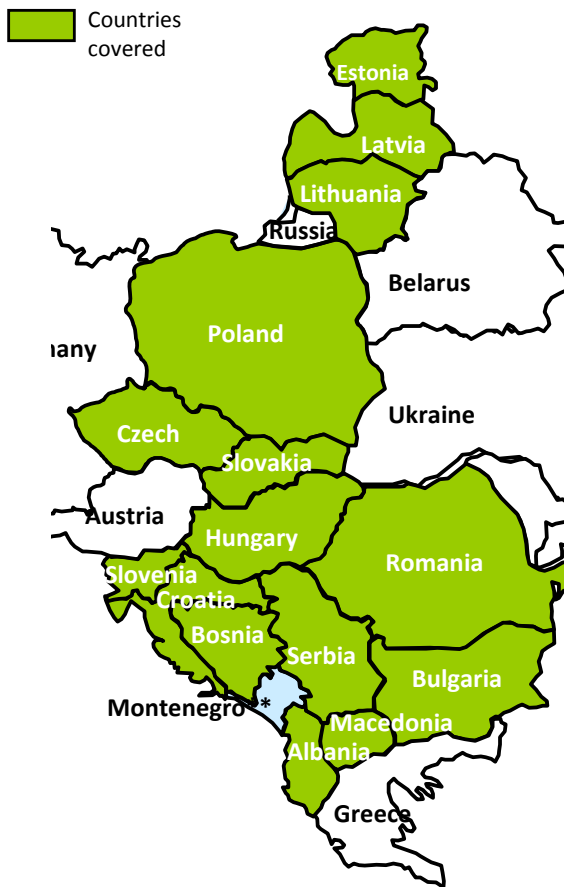 Countries
covered
Estonia
Latvia
Lithuania
Russia
Belarus
Poland
many
Ukraine
Czech
Slovakia
Austria
Hungary
Romania
Slovenia
Croatia
Bosnia
Serbia
Bulgaria
Montenegro *
Macedonia
Albania
Greece